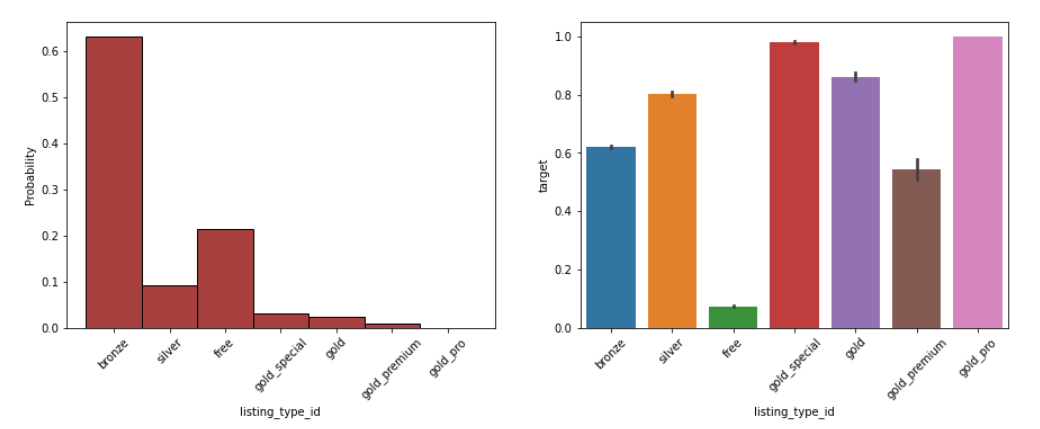 Probability
0.6
0.5
0.4
0.3
0.2
0.1
0.0
bronze
silver
free
gold_special
gold
gold_premium
gold_pro
listing_type_id
target
1.0
0.8
0.6
0.4
0.2
0.0
bronze
silver
free
gold_special
gold
gold_premium
gold_pro
listing_type_id